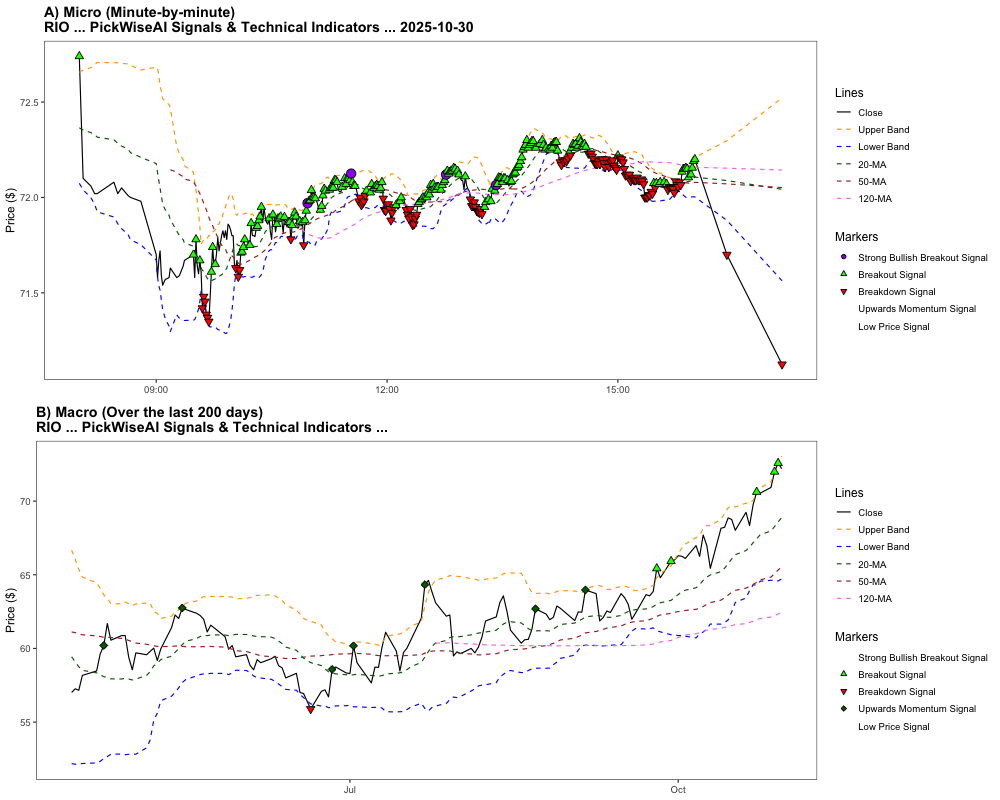 A) Micro (Minute-by-minute)
RIO ... PickWiseAI Signals & Technical Indicators ... 2025-10-30
Price ($)
72.5
72.0
71.5
09:00
12:00
15:00
Lines
Close
Upper Band
Lower Band
20-MA
50-MA
120-MA
Markers
Strong Bullish Breakout Signal
Breakout Signal
Breakdown Signal
Upwards Momentum Signal
Low Price Signal
B) Macro (Over the last 200 days)
RIO ... PickWiseAI Signals & Technical Indicators ...
Price ($)
70
65
60
55
Jul
Oct
Lines
Close
Upper Band
Lower Band
20-MA
50-MA
120-MA
Markers
Strong Bullish Breakout Signal
Breakout Signal
Breakdown Signal
Upwards Momentum Signal
Low Price Signal